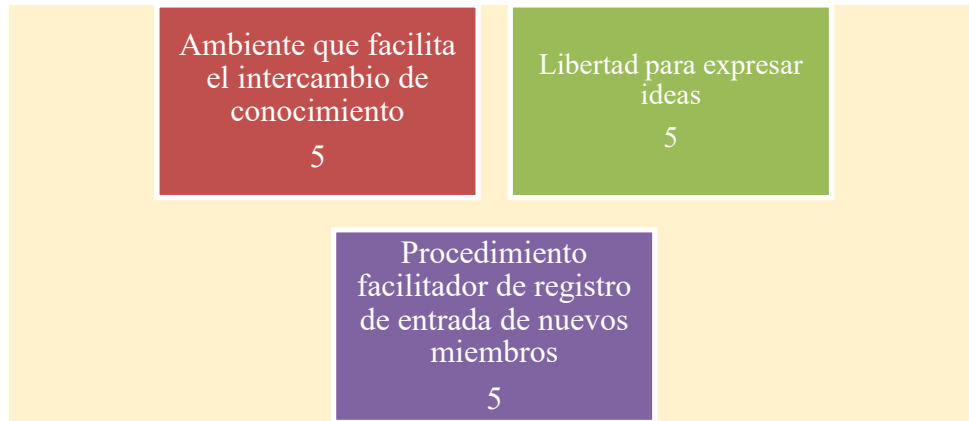 Ambiente que facilita
el intercambio de
conocimiento
5
Libertad para expresar
ideas
5
Procedimiento
facilitador de registro
de entrada de nuevos
miembros
5